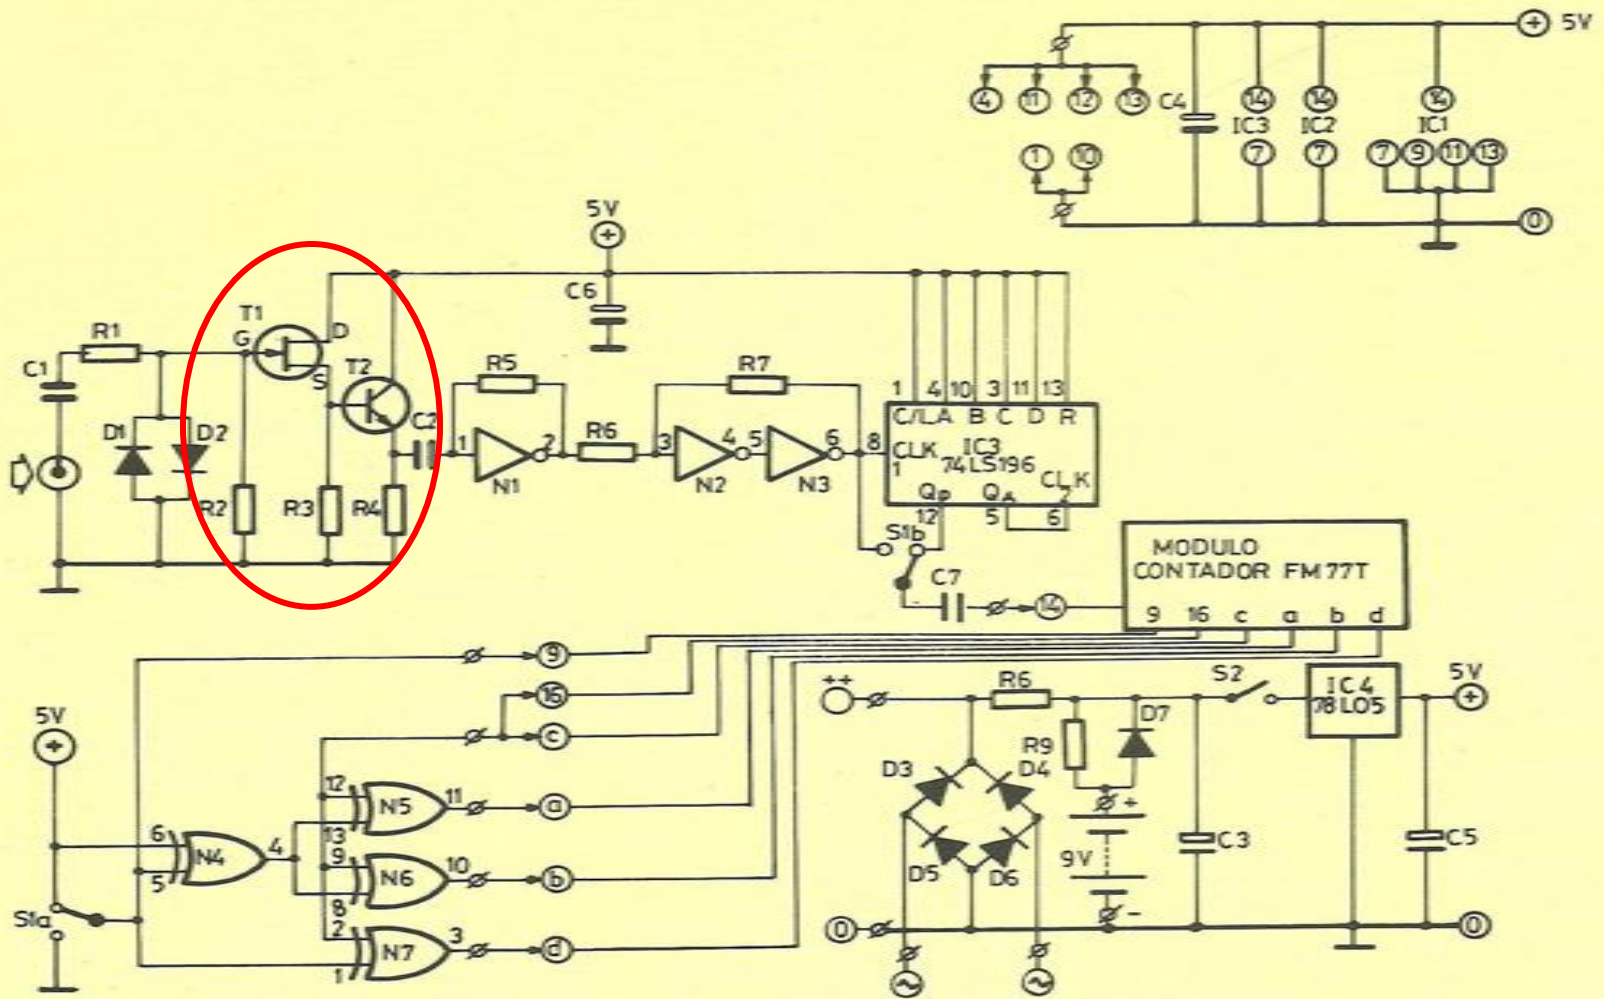 + 5V
4 11 12 13 C4 14 14 14
IC3 IC2 IC1
1 10 7 7 7 9 11 13
0
5V
+
C6
T1
R1 G D
C1 S T2 R5 R7
1 4 10 3 11 13
C/L A B C D R
D1 D2 C2 1 2 R6 3 4 5 6 8 CLK IC3
1 74LS196
N1 N2 N3 CLK
QD QA 2
R2 R3 R4 12 5 6
S1b
MODULO
CONTADOR FM77T
C7 14
9 16 c a b d
9
16
5V ++ R6 S2 IC4 5V
+ c 78L05 +
R9 D7
D3 D4
12 N5 11 a
13 +
6 N4 4 9 N6 10 b C3 C5
5 9V
8 D5 D6
S1a 2 N7 3 d -
1 0 0
~ ~